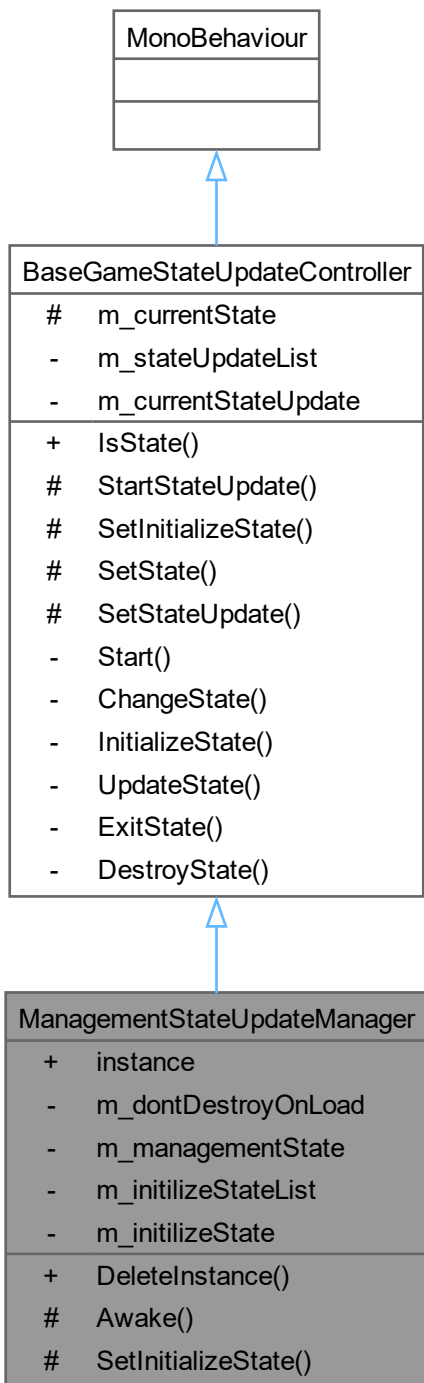 MonoBehaviour
BaseGameStateUpdateController
# m_currentState
- m_stateUpdateList
- m_currentStateUpdate
+ IsState()
# StartStateUpdate()
# SetInitializeState()
# SetState()
# SetStateUpdate()
- Start()
- ChangeState()
- InitializeState()
- UpdateState()
- ExitState()
- DestroyState()
ManagementStateUpdateManager
+ instance
- m_dontDestroyOnLoad
- m_managementState
- m_initilizeStateList
- m_initilizeState
+ DeleteInstance()
# Awake()
# SetInitializeState()